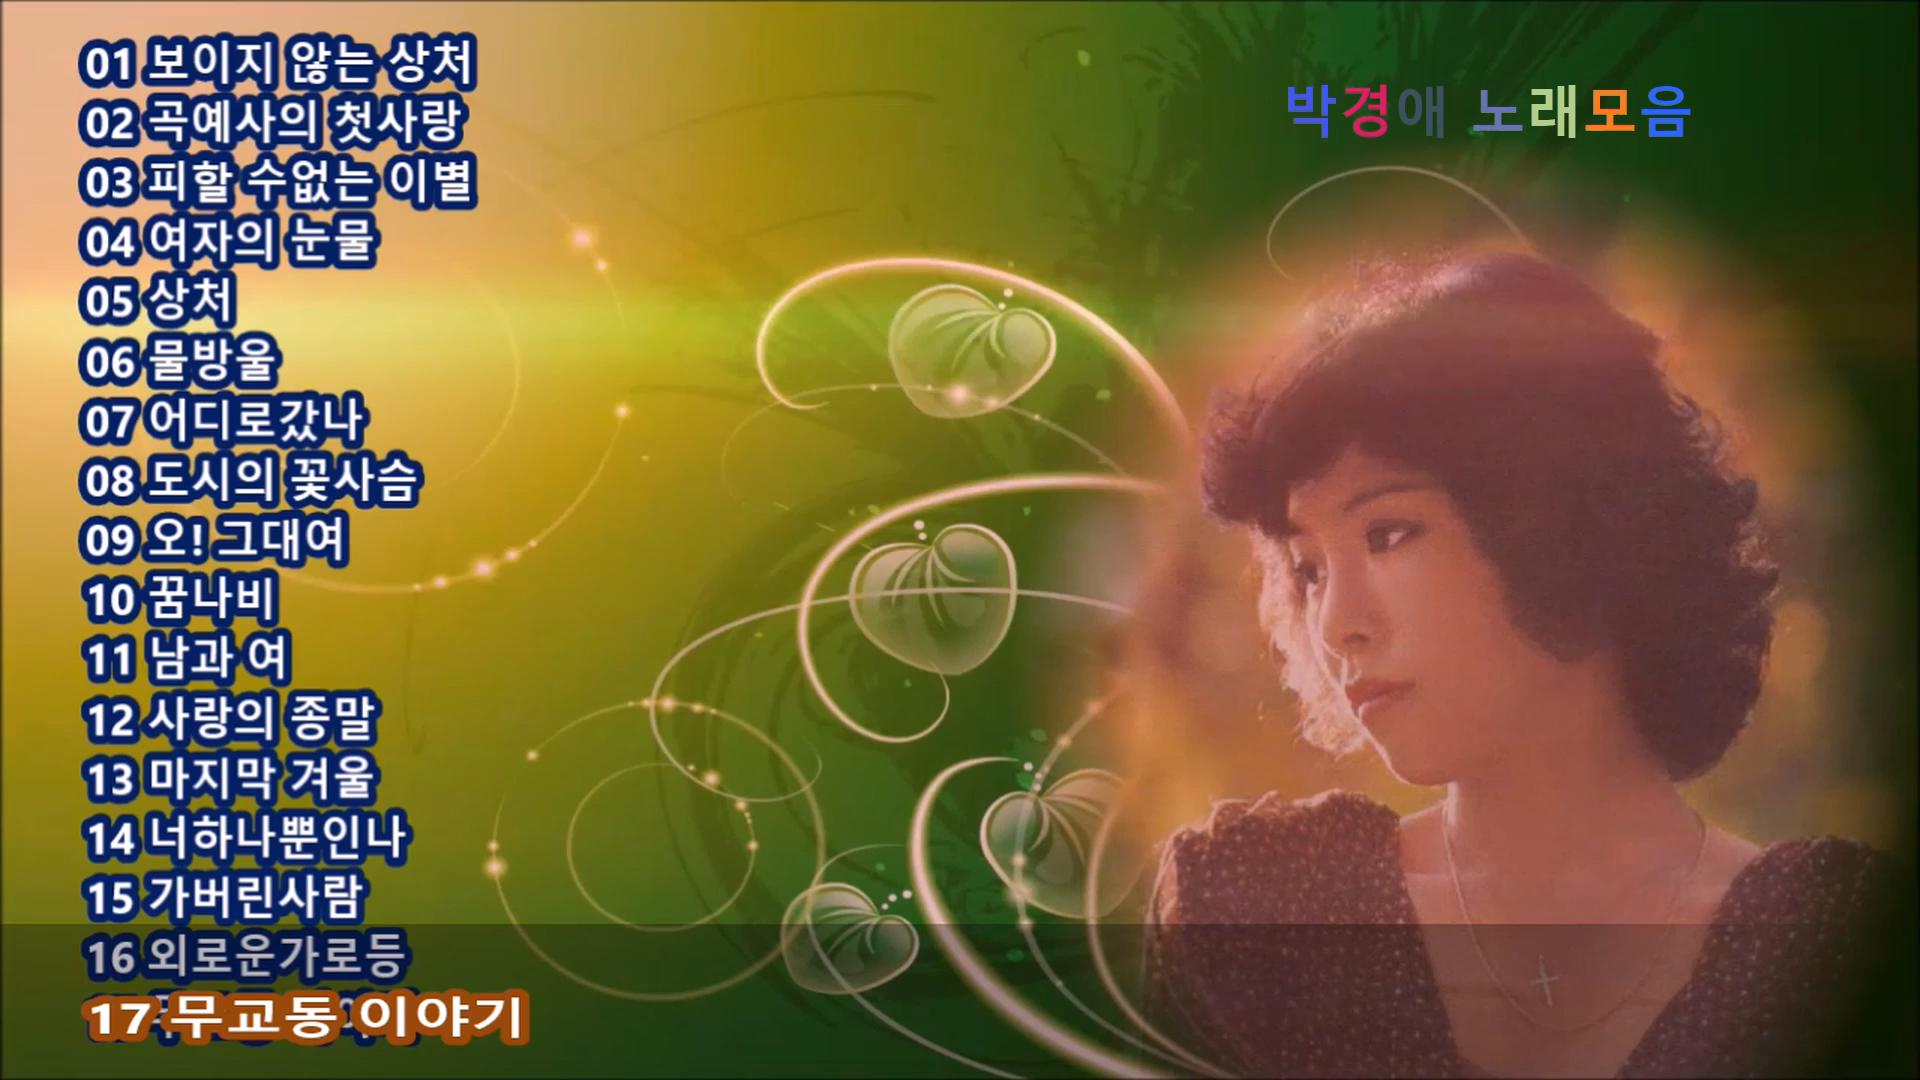 박경애 노래모음
01 보이지 않는 상처
02 곡예사의 첫사랑
03 피할 수없는 이별
04 여자의 눈물
05 상처
06 물방울
07 어디로갔나
08 도시의 꽃사슴
09 오! 그대여
10 꿈나비
11 남과 여
12 사랑의 종말
13 마지막 겨울
14 너하나뿐인나
15 가버린사람
16 외로운가로등
17 무교동 이야기